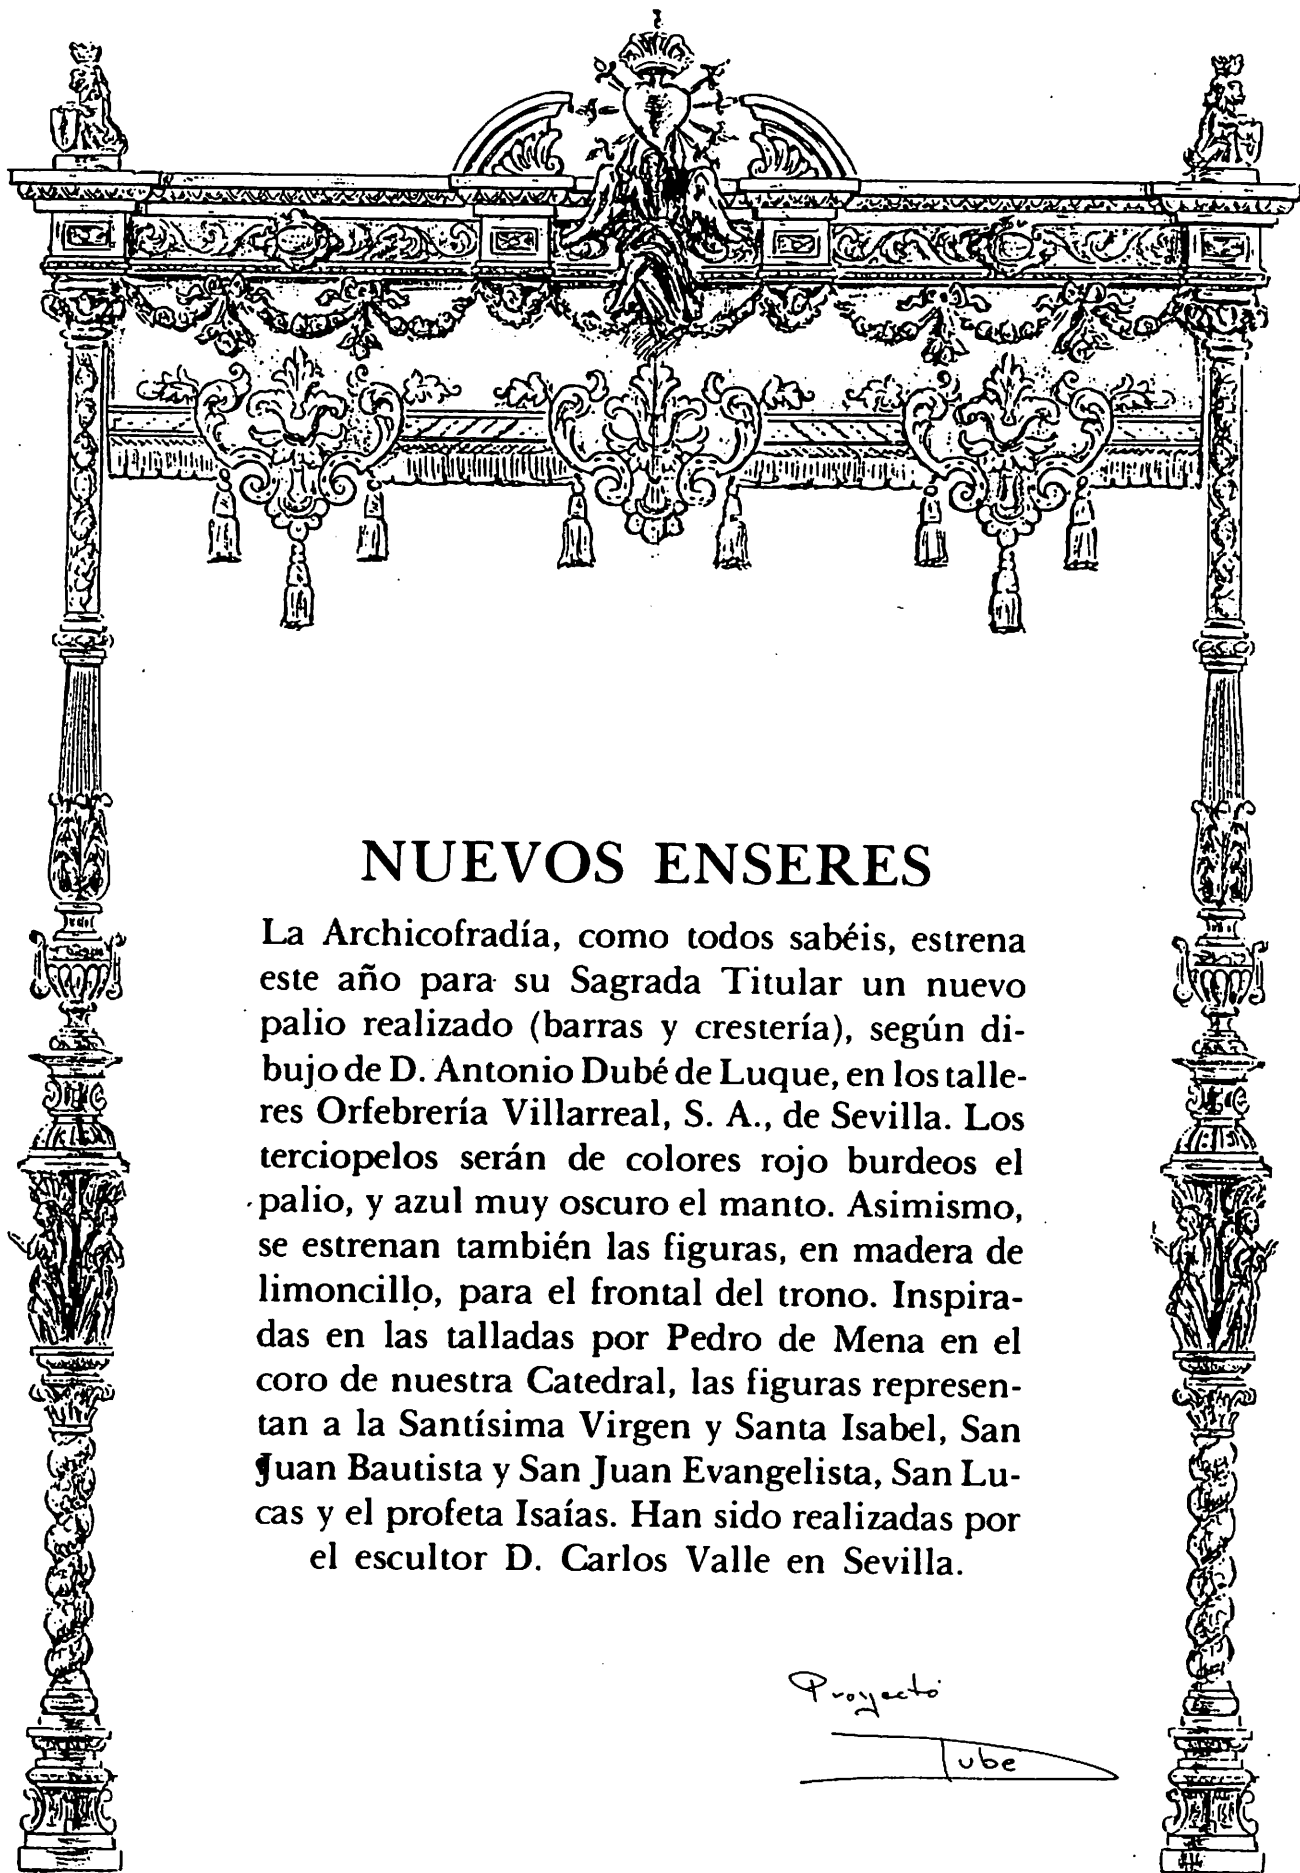 NUEVOS ENSERES
La Archicofradía, como todos sabéis, estrena
este año para su Sagrada Titular un nuevo
palio realizado (barras y crestería), según di-
bujo de D. Antonio Dubé de Luque, en los talle-
res Orfebrería Villarreal, S. A., de Sevilla. Los
terciopelos serán de colores rojo burdeos el
palio, y azul muy oscuro el manto. Asimismo,
se estrenan también las figuras, en madera de
limoncillo, para el frontal del trono. Inspira-
das en las talladas por Pedro de Mena en el
coro de nuestra Catedral, las figuras represen-
tan a la Santísima Virgen y Santa Isabel, San
Juan Bautista y San Juan Evangelista, San Lu-
cas y el profeta Isaías. Han sido realizadas por
el escultor D. Carlos Valle en Sevilla.
Proyecto
Dube